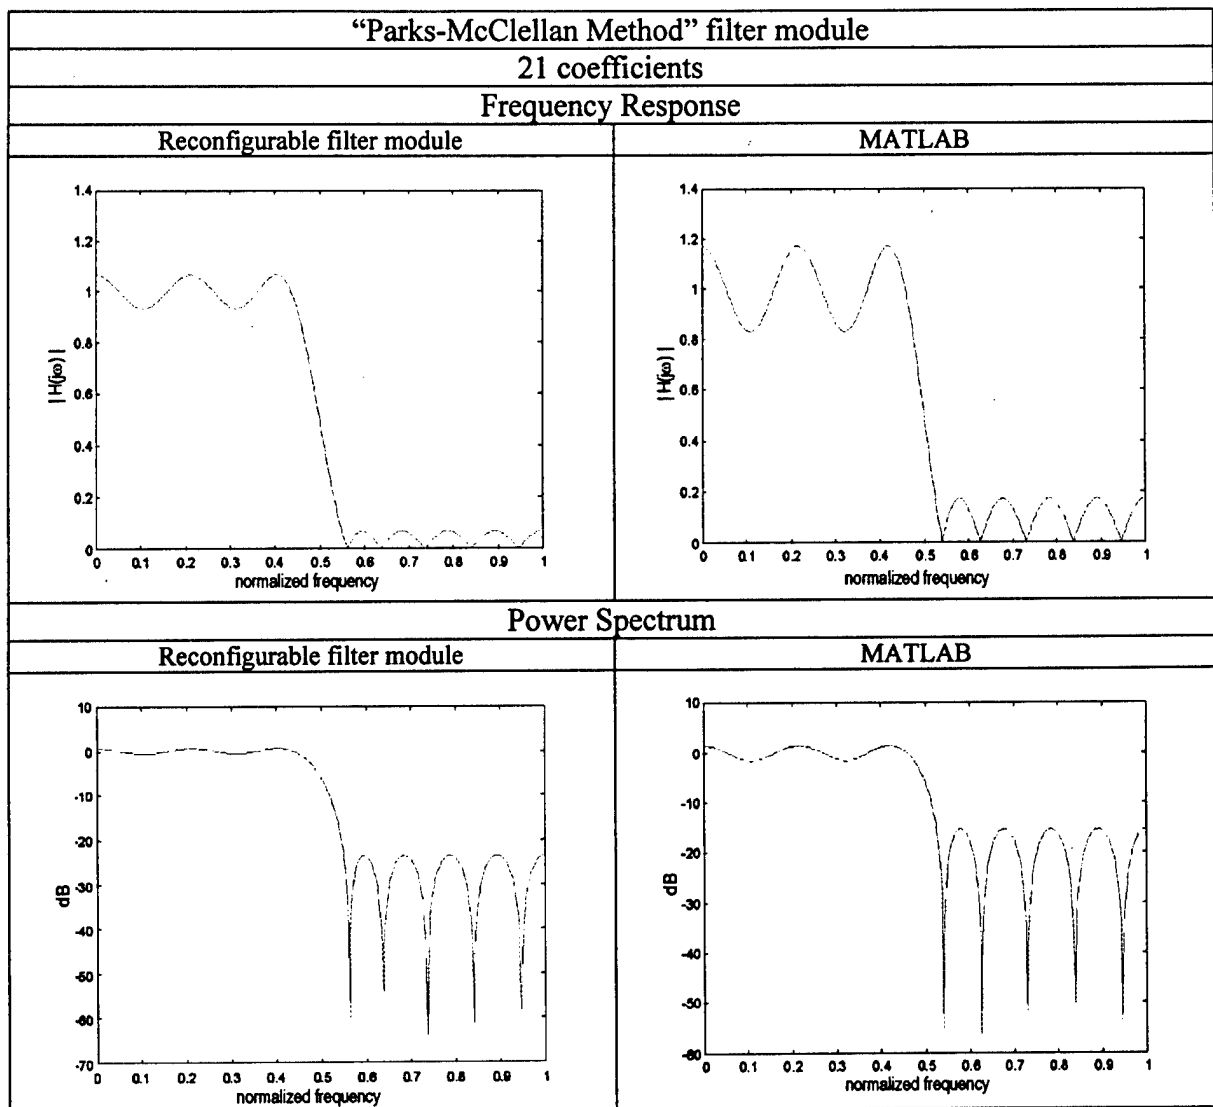 “Parks-McClellan Method” filter module
21 coefficients
Frequency Response
Reconfigurable filter module
MATLAB
1.4
1.2
1
0.8
0.6
0.4
0.2
0
| H(jω) |
0 0.1 0.2 0.3 0.4 0.5 0.6 0.7 0.8 0.9 1
normalized frequency
1.4
1.2
1
0.8
0.6
0.4
0.2
0
| H(jω) |
0 0.1 0.2 0.3 0.4 0.5 0.6 0.7 0.8 0.9 1
normalized frequency
Power Spectrum
Reconfigurable filter module
MATLAB
10
0
-10
-20
-30
-40
-50
-60
-70
dB
0 0.1 0.2 0.3 0.4 0.5 0.6 0.7 0.8 0.9 1
normalized frequency
10
0
-10
-20
-30
-40
-50
-60
dB
0 0.1 0.2 0.3 0.4 0.5 0.6 0.7 0.8 0.9 1
normalized frequency